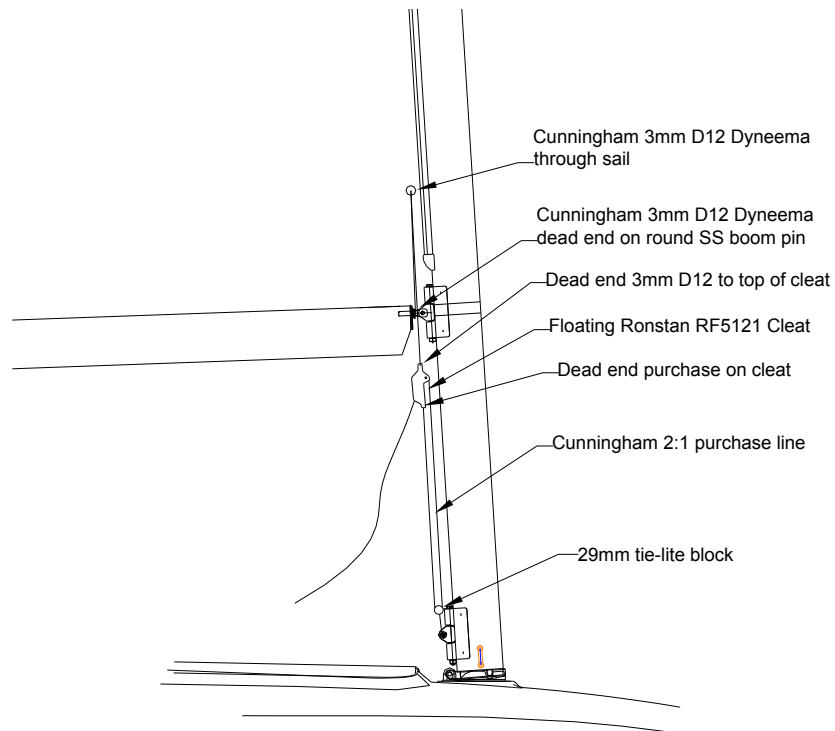 Cunningham 3mm D12 Dyneema
through sail
Cunningham 3mm D12 Dyneema
dead end on round SS boom pin
Dead end 3mm D12 to top of cleat
Floating Ronstan RF5121 Cleat
Dead end purchase on cleat
Cunningham 2:1 purchase line
29mm tie-lite block